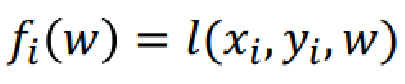 fᵢ(w) = l(xᵢ, yᵢ, w)